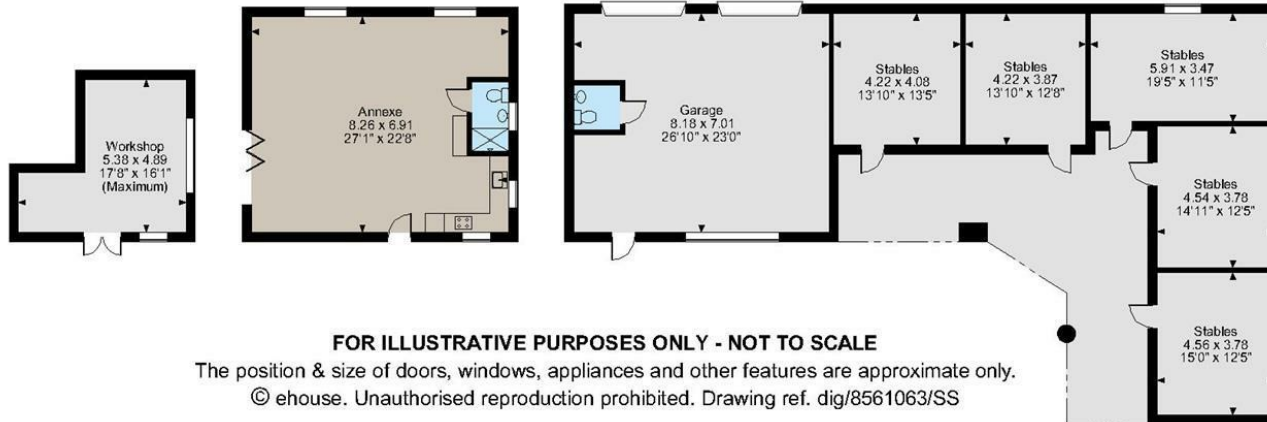 Workshop
5.38 x 4.89
17'8" x 16'1"
(Maximum)
Annexe
8.26 x 6.91
27'1" x 22'8"
Garage
8.18 x 7.01
26'10" x 23'0"
Stables
4.22 x 4.08
13'10" x 13'5"
Stables
4.22 x 3.87
13'10" x 12'8"
Stables
5.91 x 3.47
19'5" x 11'5"
Stables
4.54 x 3.78
14'11" x 12'5"
Stables
4.56 x 3.78
15'0" x 12'5"
FOR ILLUSTRATIVE PURPOSES ONLY - NOT TO SCALE
The position & size of doors, windows, appliances and other features are approximate only.
© ehouse. Unauthorised reproduction prohibited. Drawing ref. dig/8561063/SS